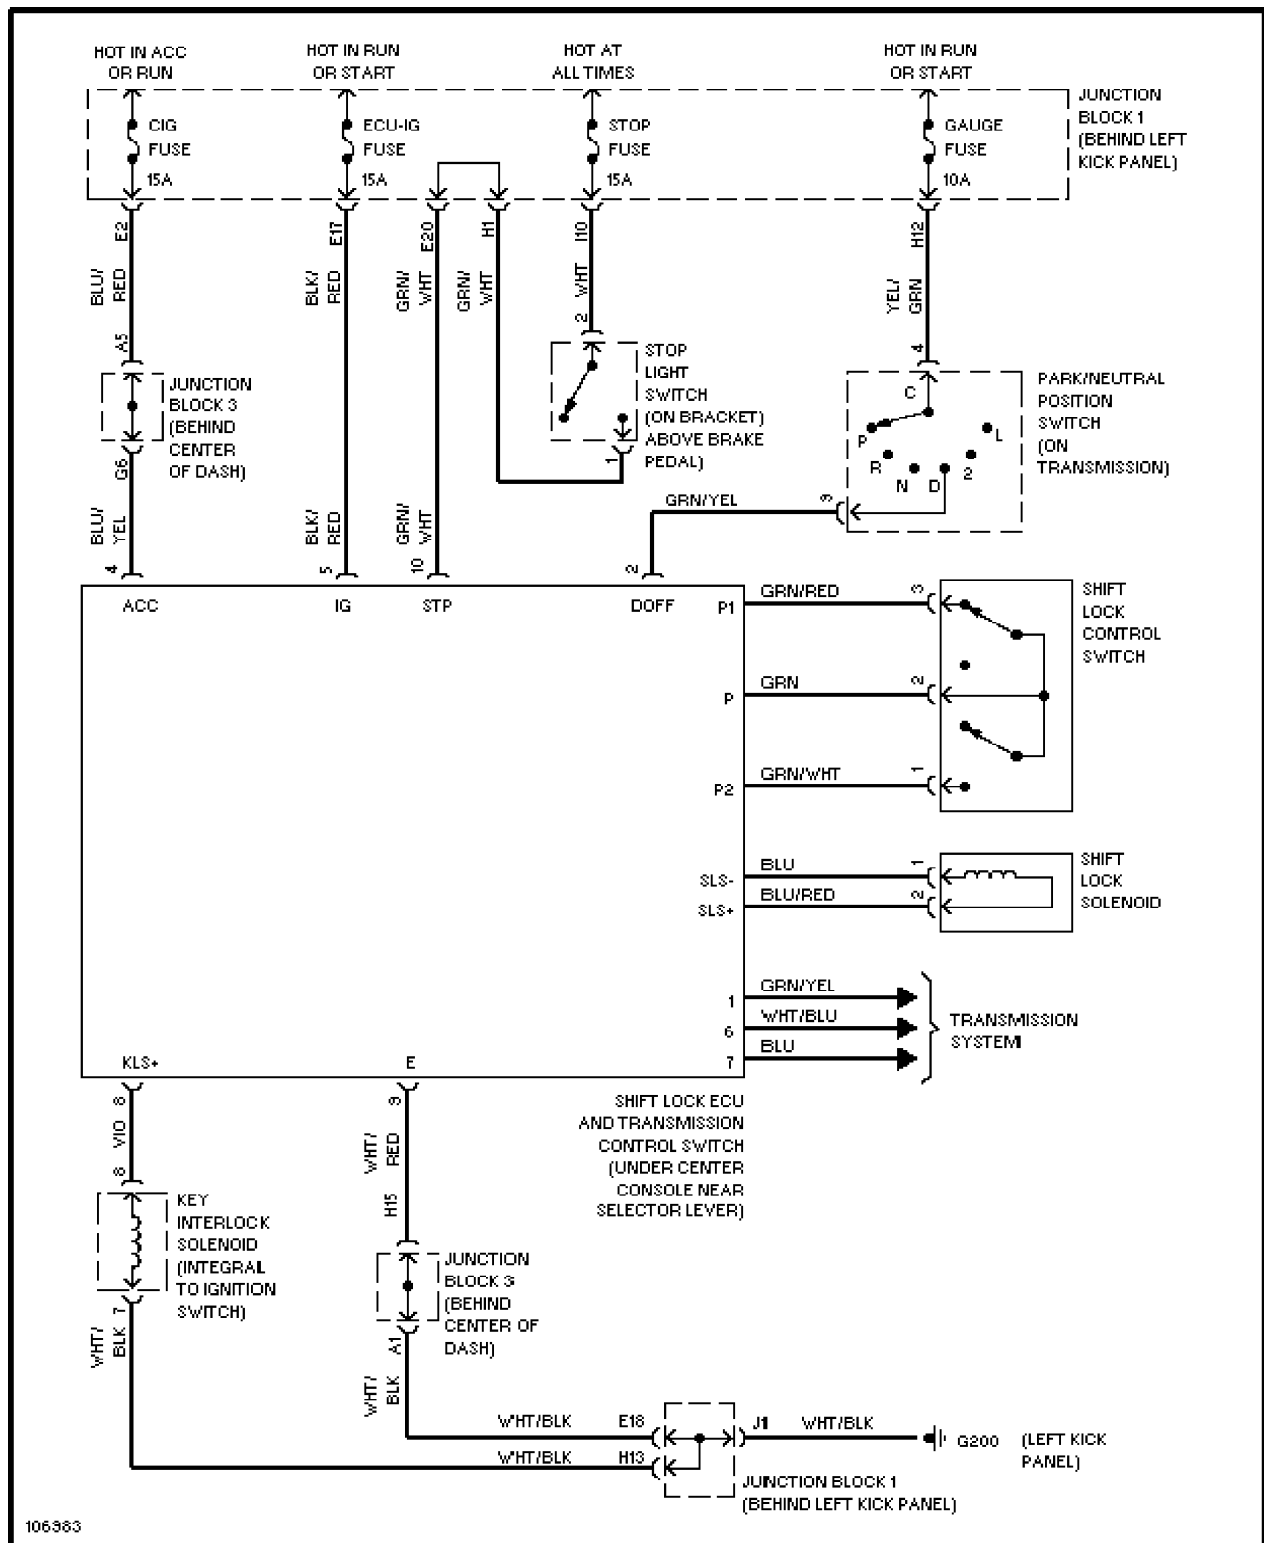 HOT IN ACC
OR RUN
HOT IN RUN
OR START
HOT AT
ALL TIMES
HOT IN RUN
OR START
JUNCTION
BLOCK 1
(BEHIND LEFT
KICK PANEL)
CIG
FUSE
15A
ECU-IG
FUSE
15A
STOP
FUSE
15A
GAUGE
FUSE
10A
E2
E17
E20
H1
I10
H12
BLU/
RED
BLK/
RED
GRN/
WHT
GRN/
WHT
WHT
YEL/
GRN
A5
2
4
JUNCTION
BLOCK 3
(BEHIND
CENTER
OF DASH)
STOP
LIGHT
SWITCH
(ON BRACKET)
ABOVE BRAKE
PEDAL)
PARK/NEUTRAL
POSITION
SWITCH
(ON
TRANSMISSION)
C
P
R
N
D
2
L
G6
1
BLU/
YEL
BLK/
RED
GRN/
WHT
GRN/YEL
9
4
5
10
2
ACC
IG
STP
DOFF
P1
GRN/RED
3
SHIFT
LOCK
CONTROL
SWITCH
P
GRN
2
P2
GRN/WHT
1
SLS-
BLU
1
SLS+
BLU/RED
2
SHIFT
LOCK
SOLENOID
1
GRN/YEL
6
WHT/BLU
7
BLU
TRANSMISSION
SYSTEM
KLS+
E
8
9
SHIFT LOCK ECU
AND TRANSMISSION
CONTROL SWITCH
(UNDER CENTER
CONSOLE NEAR
SELECTOR LEVER)
VIO
WHT/
RED
8
H15
KEY
INTERLOCK
SOLENOID
(INTEGRAL
TO IGNITION
SWITCH)
JUNCTION
BLOCK 3
(BEHIND
CENTER OF
DASH)
7
A1
WHT/
BLK
WHT/
BLK
WHT/BLK
E18
J1
WHT/BLK
WHT/BLK
H13
G200
(LEFT KICK
PANEL)
JUNCTION BLOCK 1
(BEHIND LEFT KICK PANEL)
106983